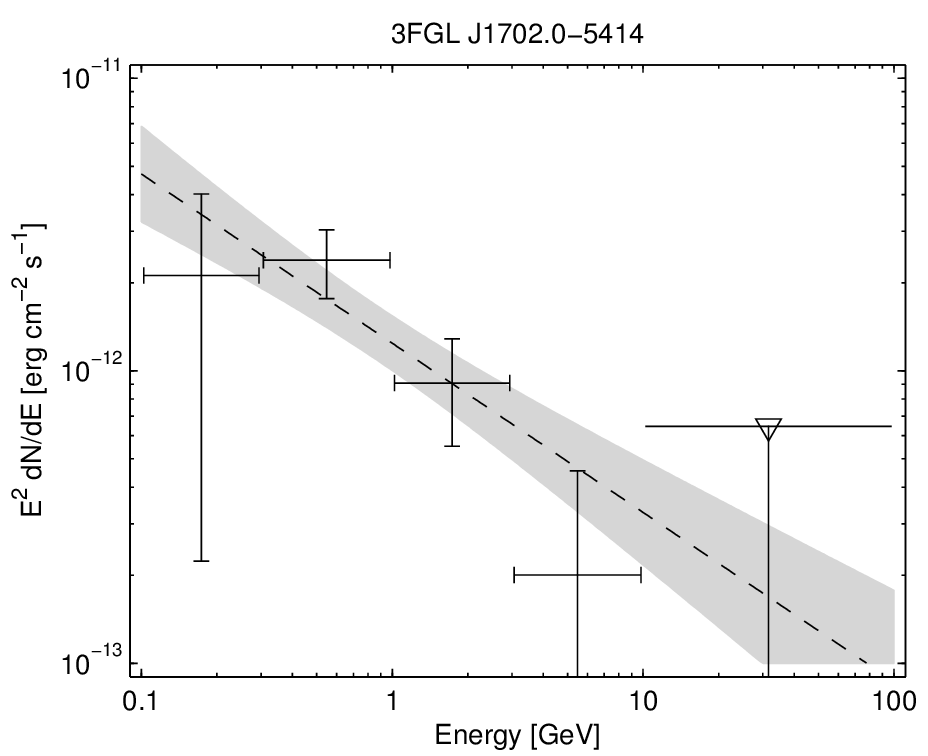 3FGL J1702.0−5414
10⁻¹¹
10⁻¹²
10⁻¹³
E² dN/dE [erg cm⁻² s⁻¹]
0.1 1 10 100
Energy [GeV]